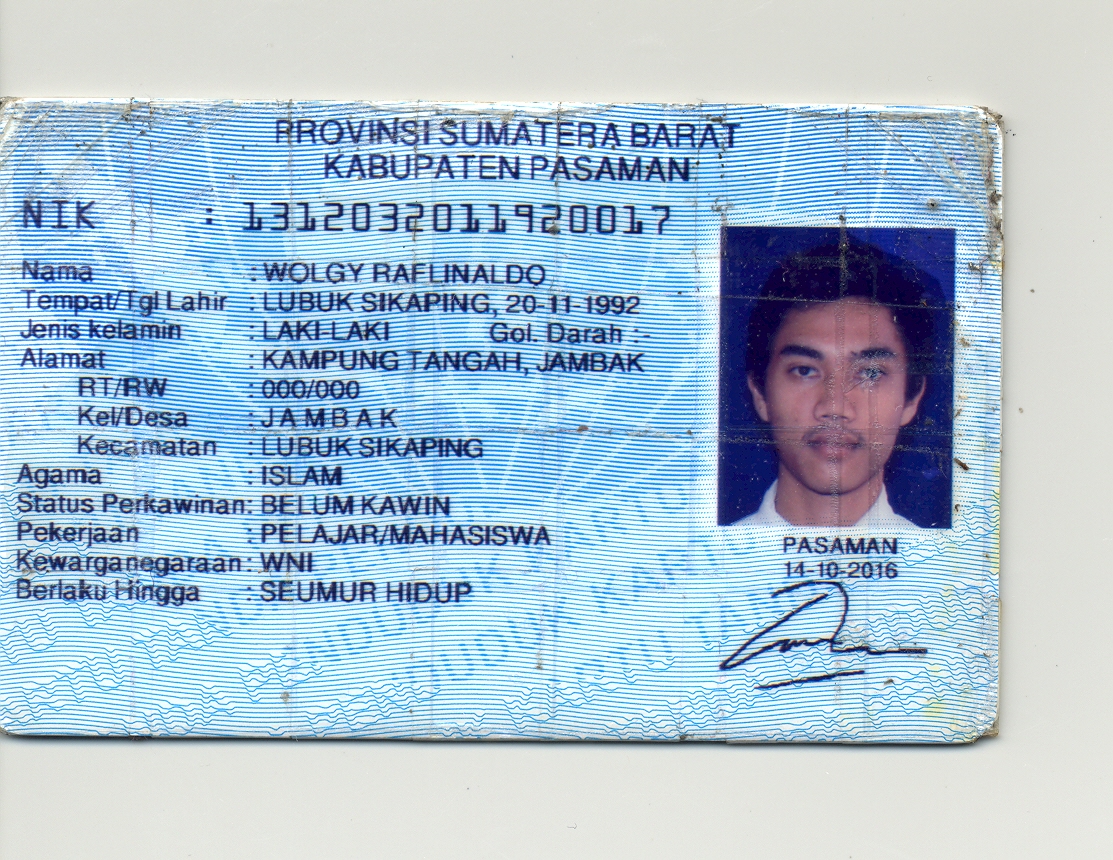 PROVINSI SUMATERA BARAT
KABUPATEN PASAMAN
NIK : 1312032011920017
Nama : WOLGY RAFLINALDO
Tempat/Tgl Lahir : LUBUK SIKAPING, 20-11-1992
Jenis kelamin : LAKI-LAKI Gol. Darah :-
Alamat : KAMPUNG TANGAH, JAMBAK
RT/RW : 000/000
Kel/Desa : JAMBAK
Kecamatan : LUBUK SIKAPING
Agama : ISLAM
Status Perkawinan: BELUM KAWIN
Pekerjaan : PELAJAR/MAHASISWA
Kewarganegaraan: WNI
Berlaku Hingga : SEUMUR HIDUP
PASAMAN
14-10-2016